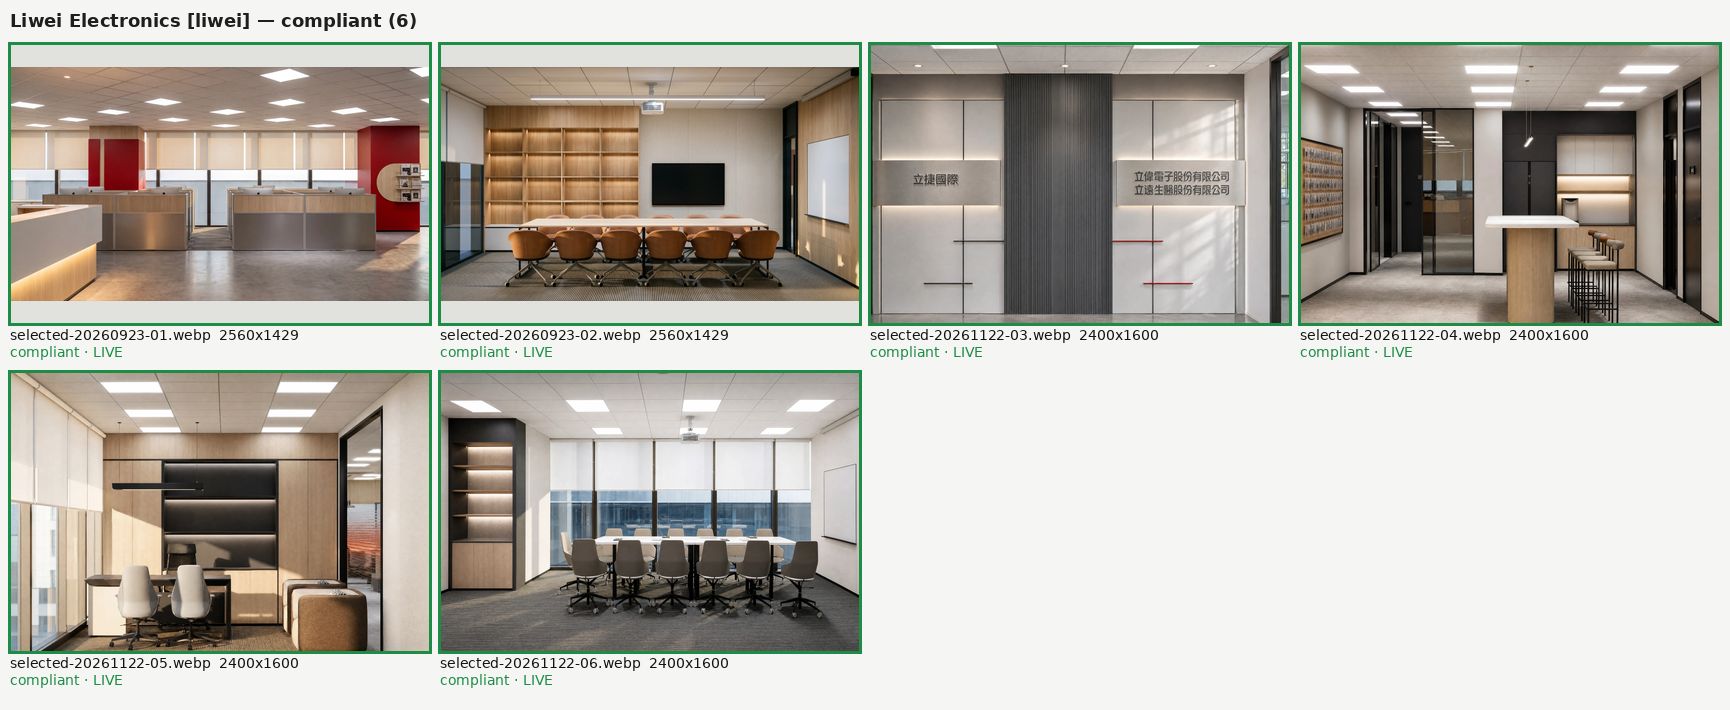 Liwei Electronics [liwei] — compliant (6)
立捷國際
立偉電子股份有限公司
立遠生醫股份有限公司
selected-20260923-01.webp 2560x1429
compliant · LIVE
selected-20260923-02.webp 2560x1429
compliant · LIVE
selected-20261122-03.webp 2400x1600
compliant · LIVE
selected-20261122-04.webp 2400x1600
compliant · LIVE
selected-20261122-05.webp 2400x1600
compliant · LIVE
selected-20261122-06.webp 2400x1600
compliant · LIVE